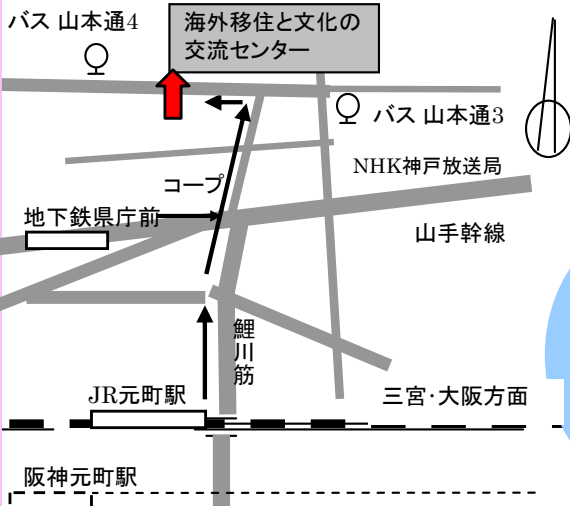 バス 山本通4
海外移住と文化の
交流センター
バス 山本通3
NHK神戸放送局
コープ
地下鉄県庁前
山手幹線
鯉川筋
JR元町駅
三宮･大阪方面
阪神元町駅